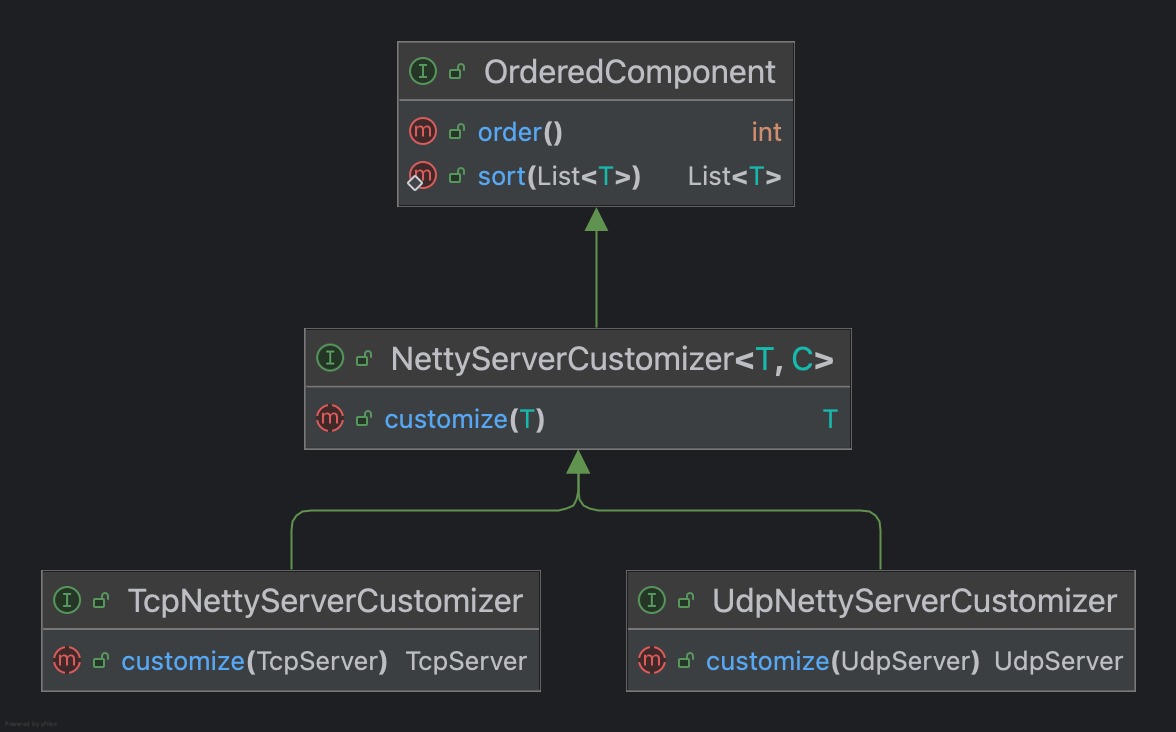 OrderedComponent
order() int
sort(List<T>) List<T>
NettyServerCustomizer<T, C>
customize(T) T
TcpNettyServerCustomizer
customize(TcpServer) TcpServer
UdpNettyServerCustomizer
customize(UdpServer) UdpServer
Powered by yFiles